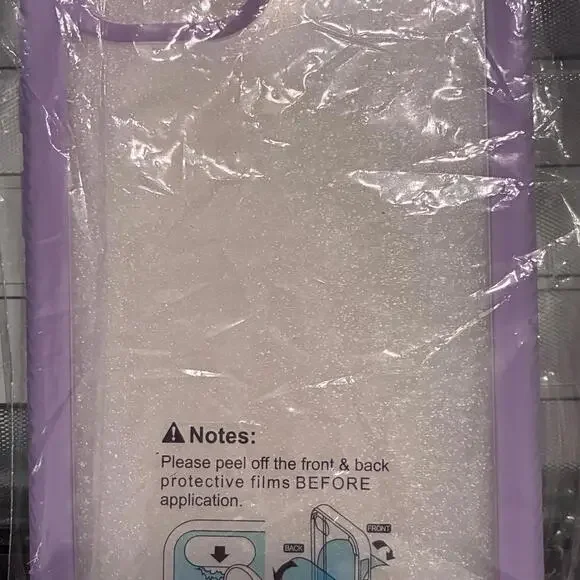 Notes:
Please peel off the front & back
protective films BEFORE
application.
BACK
FRONT